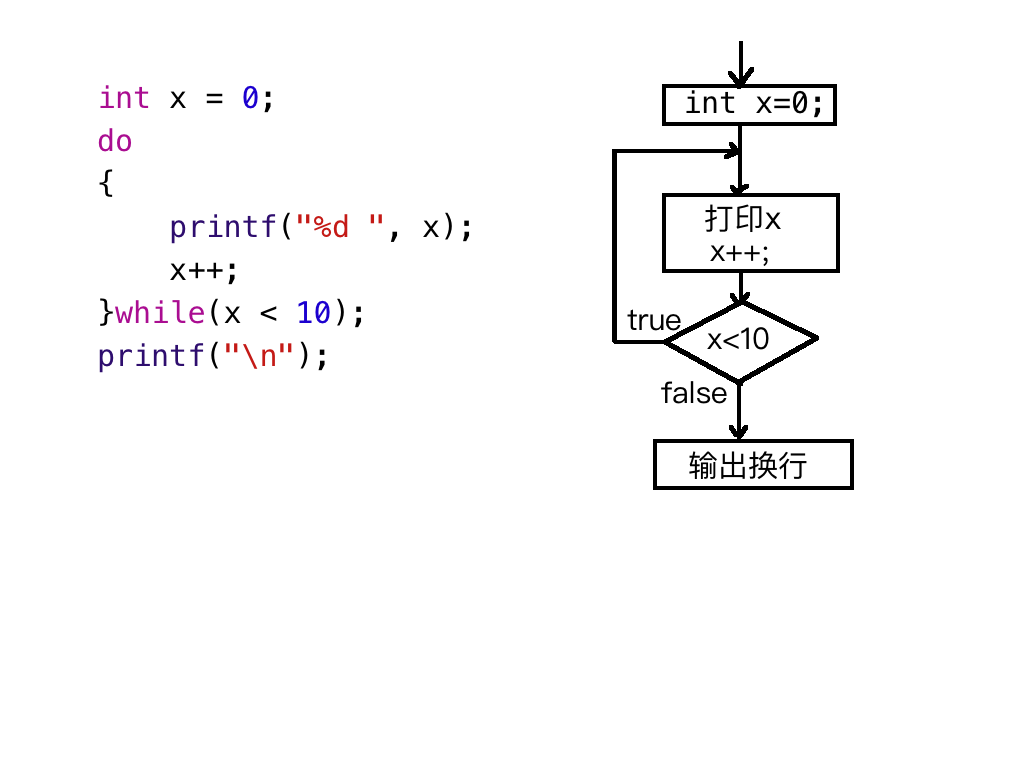 int x = 0;
do
{
    printf("%d ", x);
    x++;
}while(x < 10);
printf("\n");
int x=0;
打印x
x++;
true
x<10
false
输出换行